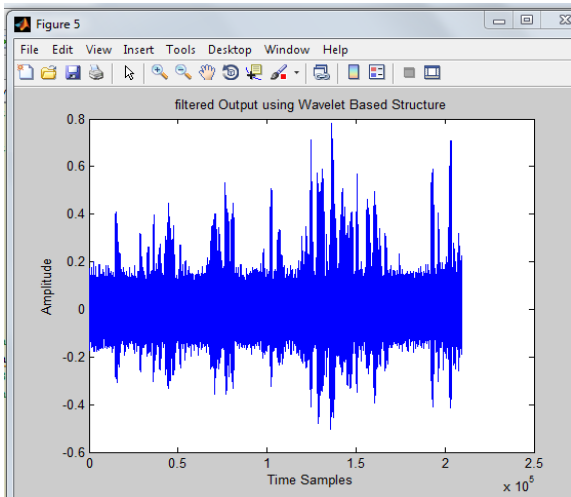 Figure 5
File Edit View Insert Tools Desktop Window Help
filtered Output using Wavelet Based Structure
0.8
0.6
0.4
0.2
0
-0.2
-0.4
-0.6
Amplitude
0 0.5 1 1.5 2 2.5
Time Samples
x 10^5